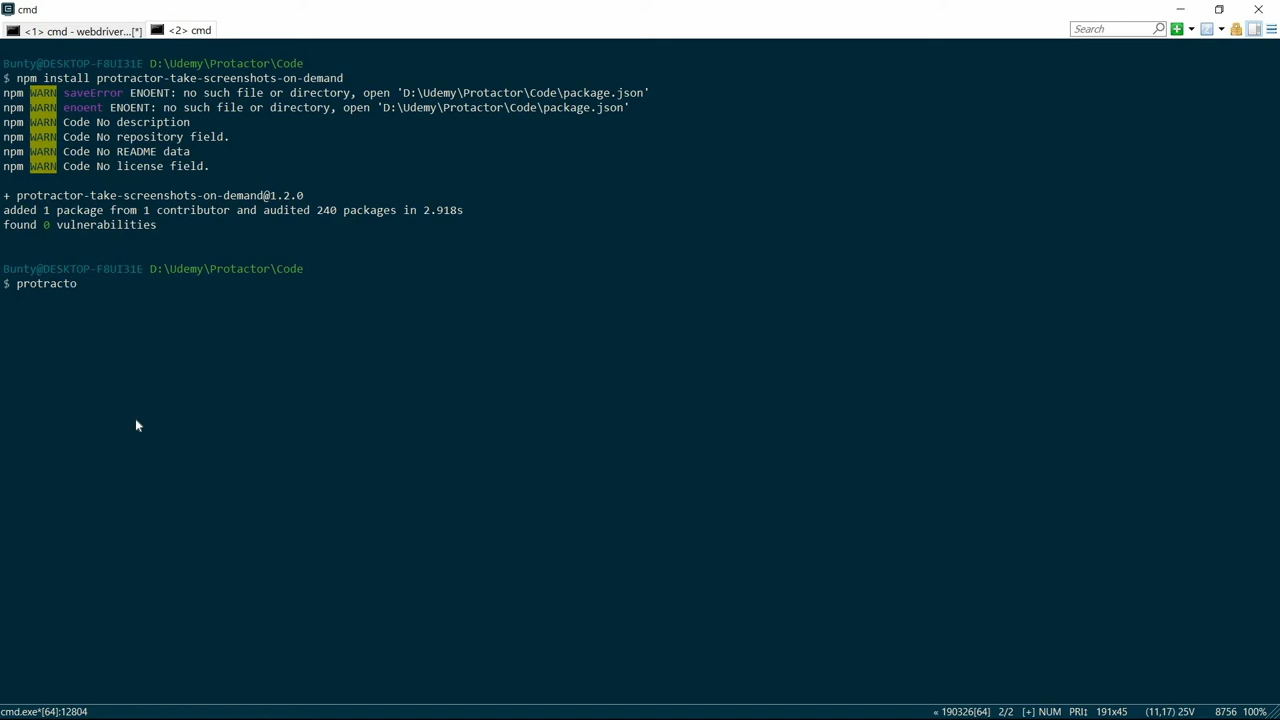 cmd
<1> cmd - webdriver...[*]
<2> cmd
Search
Bunty@DESKTOP-F8UI31E D:\Udemy\Protactor\Code
$ npm install protractor-take-screenshots-on-demand
npm WARN saveError ENOENT: no such file or directory, open 'D:\Udemy\Protactor\Code\package.json'
npm WARN enoent ENOENT: no such file or directory, open 'D:\Udemy\Protactor\Code\package.json'
npm WARN Code No description
npm WARN Code No repository field.
npm WARN Code No README data
npm WARN Code No license field.
+ protractor-take-screenshots-on-demand@1.2.0
added 1 package from 1 contributor and audited 240 packages in 2.918s
found 0 vulnerabilities
Bunty@DESKTOP-F8UI31E D:\Udemy\Protactor\Code
$ protracto
cmd.exe*[64]:12804
« 190326[64] 2/2 [+] NUM PRI↕ 191x45 (11,17) 25V 8756 100%